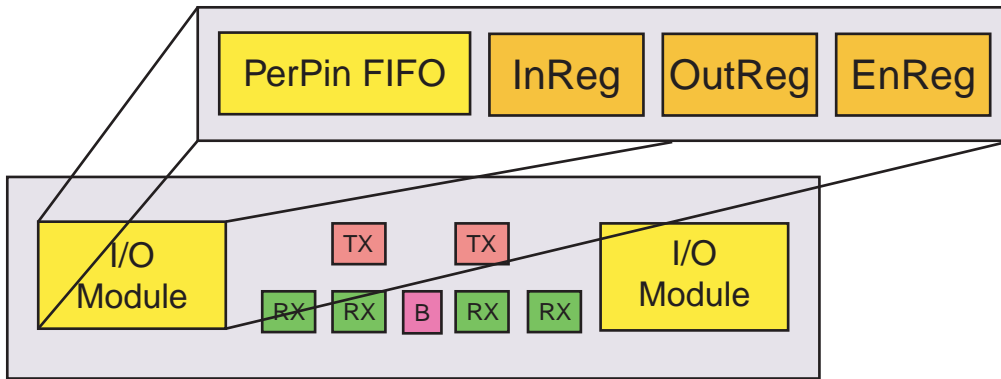 PerPin FIFO InReg OutReg EnReg
I/O
Module
TX TX
I/O
Module
RX RX B RX RX